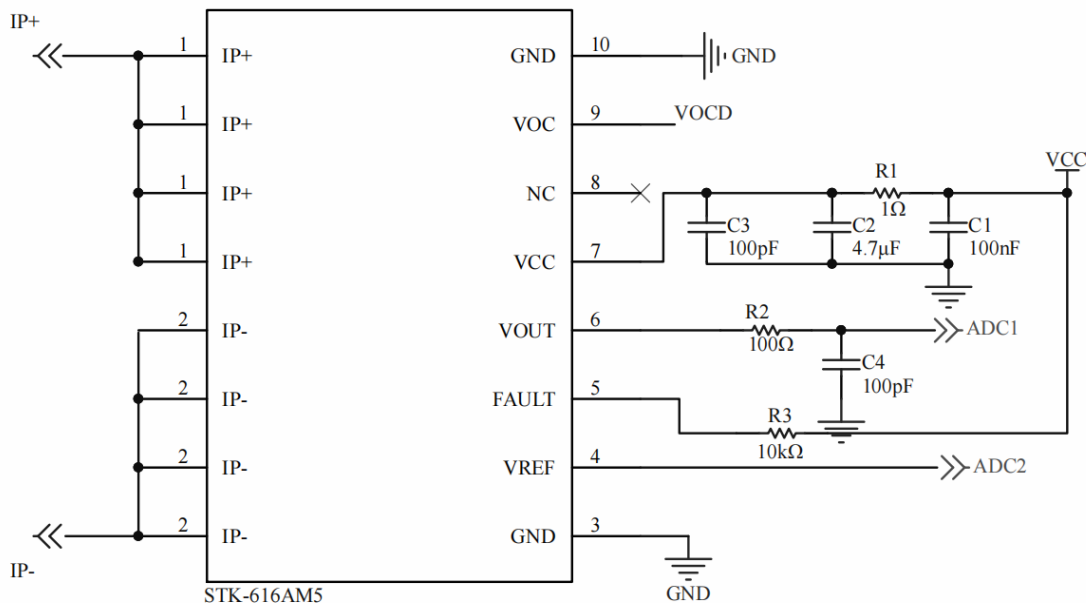 IP+
1 IP+ GND 10 GND
1 IP+ VOC 9 VOCD
1 IP+ NC 8
1 IP+ VCC 7
VCC
R1
1Ω
C3
100pF
C2
4.7μF
C1
100nF
2 IP- VOUT 6
R2
100Ω
ADC1
C4
100pF
2 IP- FAULT 5
R3
10kΩ
2 IP- VREF 4 ADC2
2 IP- GND 3
GND
IP-
STK-616AM5